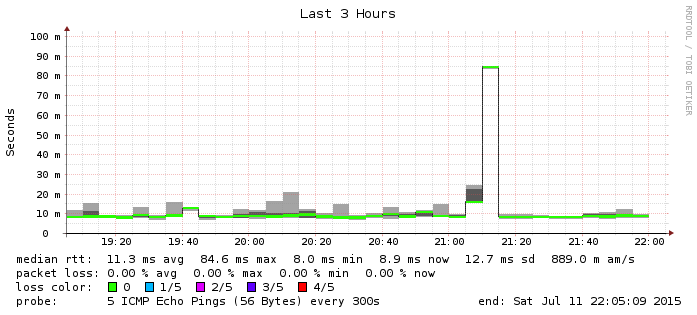 Last 3 Hours
RRDTOOL / TOBI OETIKER
Seconds
100 m
90 m
80 m
70 m
60 m
50 m
40 m
30 m
20 m
10 m
0
19:20 19:40 20:00 20:20 20:40 21:00 21:20 21:40 22:00
median rtt: 11.3 ms avg 84.6 ms max 8.0 ms min 8.9 ms now 12.7 ms sd 889.0 m am/s
packet loss: 0.00 % avg 0.00 % max 0.00 % min 0.00 % now
loss color: 0 1/5 2/5 3/5 4/5
probe: 5 ICMP Echo Pings (56 Bytes) every 300s end: Sat Jul 11 22:05:09 2015